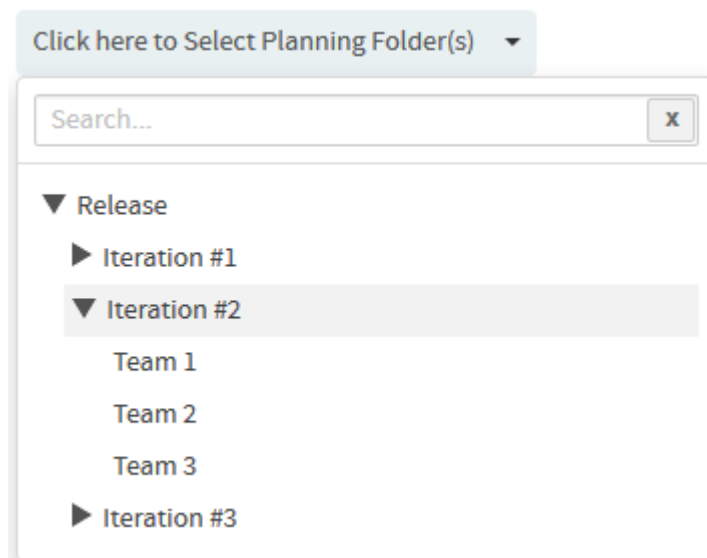 Click here to Select Planning Folder(s)
Search...
x
Release
Iteration #1
Iteration #2
Team 1
Team 2
Team 3
Iteration #3